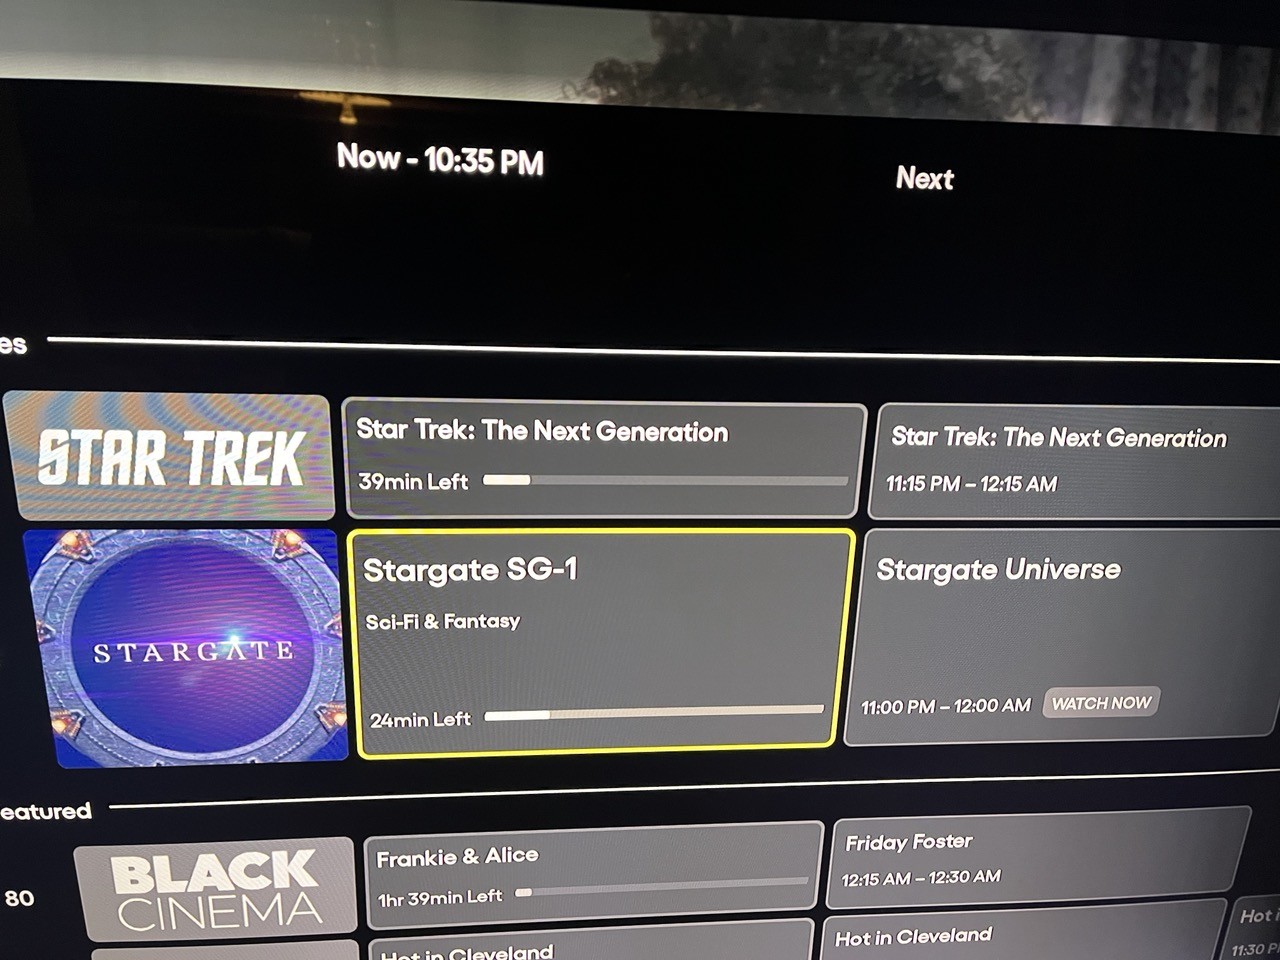 Now - 10:35 PM
Next
es
STAR TREK
Star Trek: The Next Generation
39min Left
Star Trek: The Next Generation
11:15 PM – 12:15 AM
STARGATE
Stargate SG-1
Sci-Fi & Fantasy
24min Left
Stargate Universe
11:00 PM – 12:00 AM
WATCH NOW
eatured
80
BLACK
CINEMA
Frankie & Alice
1hr 39min Left
Friday Foster
12:15 AM – 12:30 AM
Hot in Cleveland
Hot in Cleveland
Hot i
11:30 P